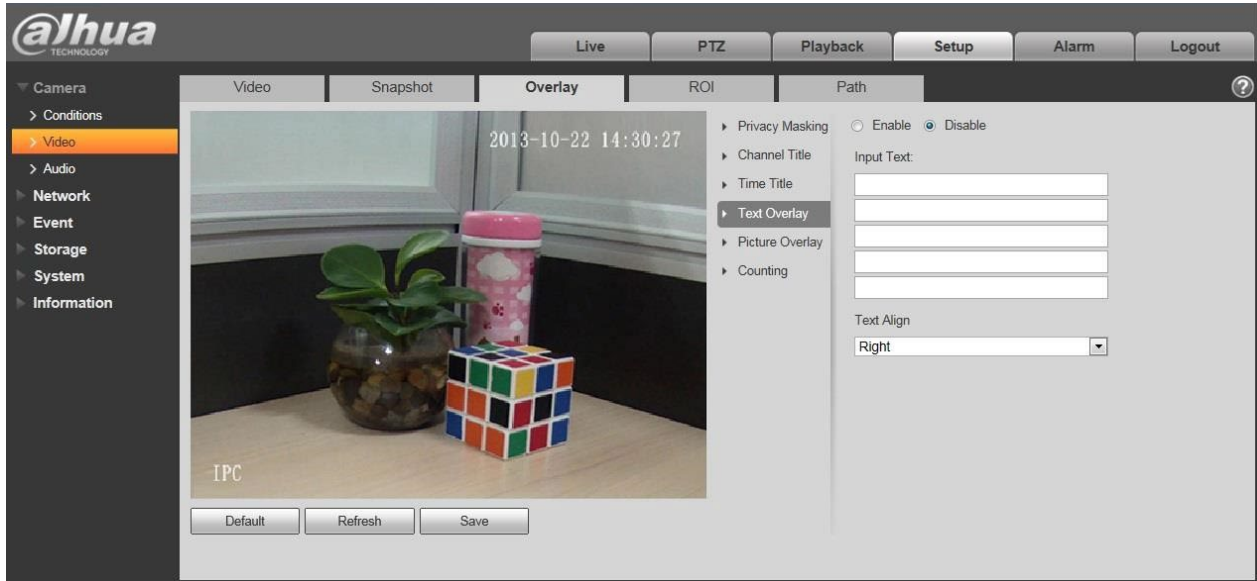 alhua
TECHNOLOGY
Live
PTZ
Playback
Setup
Alarm
Logout
Camera
Conditions
Video
Audio
Network
Event
Storage
System
Information
Video
Snapshot
Overlay
ROI
Path
?
2013-10-22 14:30:27
IPC
Default
Refresh
Save
Privacy Masking
Channel Title
Time Title
Text Overlay
Picture Overlay
Counting
Enable
Disable
Input Text:
Text Align
Right